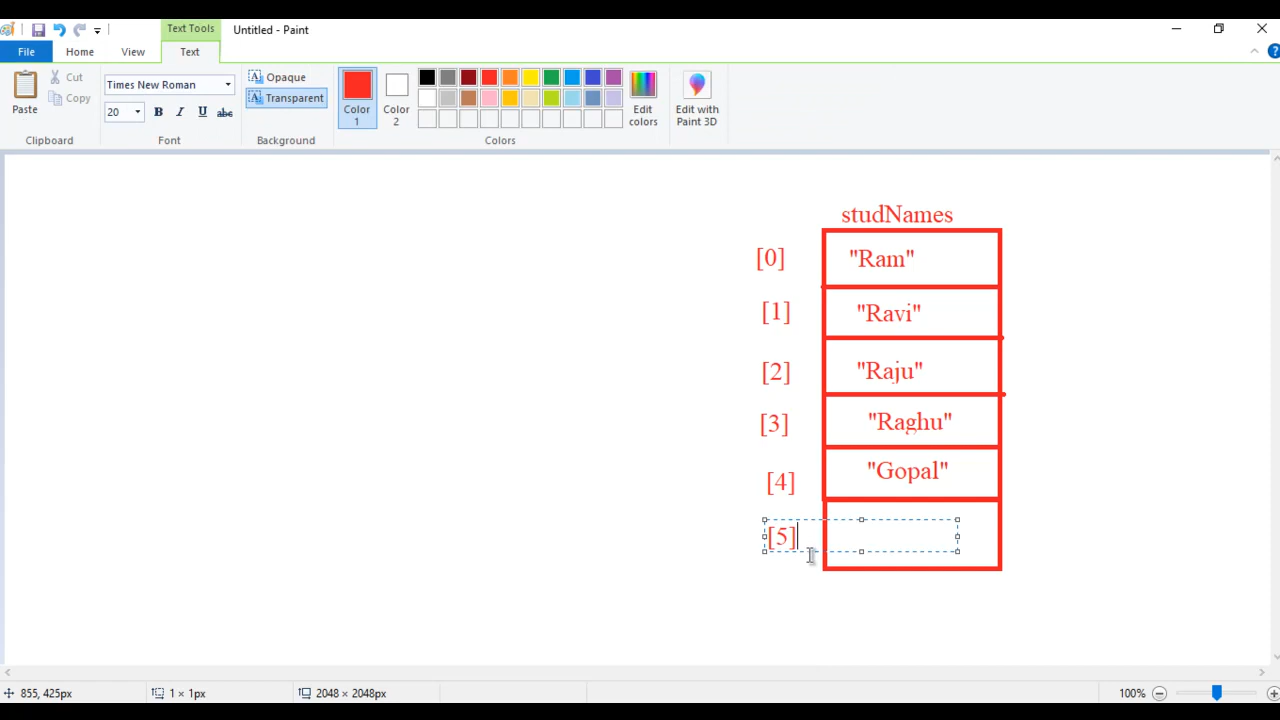 Text Tools
Untitled - Paint
File
Home
View
Text
Paste
Cut
Copy
Clipboard
Times New Roman
20
B
I
U
abc
Font
Opaque
Transparent
Background
Color 1
Color 2
Edit colors
Colors
Edit with Paint 3D
studNames
[0] "Ram"
[1] "Ravi"
[2] "Raju"
[3] "Raghu"
[4] "Gopal"
[5]
855, 425px
1 × 1px
2048 × 2048px
100%